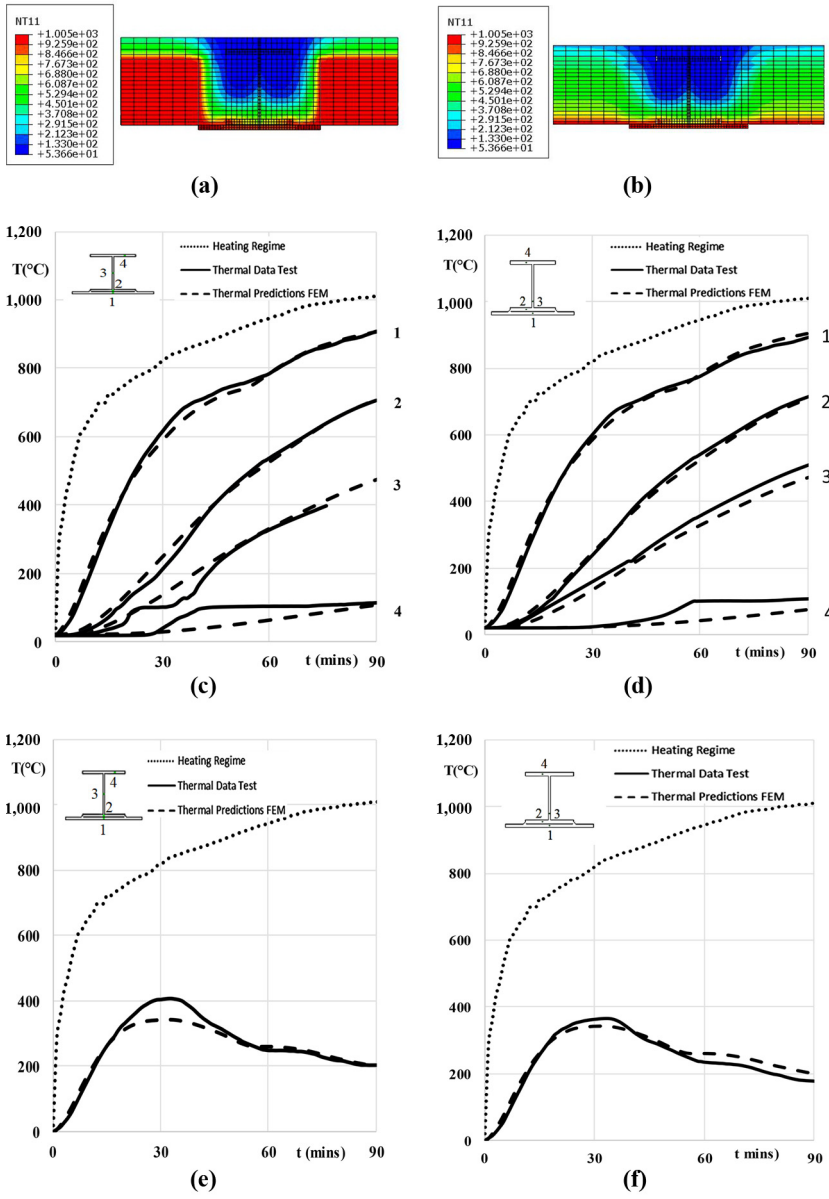 NT11
+1.005e+03
+9.259e+02
+8.466e+02
+7.673e+02
+6.880e+02
+6.087e+02
+5.294e+02
+4.501e+02
+3.708e+02
+2.915e+02
+2.123e+02
+1.330e+02
+5.366e+01
(a)
NT11
+1.005e+03
+9.259e+02
+8.466e+02
+7.673e+02
+6.880e+02
+6.087e+02
+5.294e+02
+4.501e+02
+3.708e+02
+2.915e+02
+2.123e+02
+1.330e+02
+5.366e+01
(b)
1,200
T(°C)
1,000
800
600
400
200
0
0
30
60
90
t (mins)
Heating Regime
Thermal Data Test
Thermal Predictions FEM
4
3
2
1
1
2
3
4
(c)
1,200
T(°C)
1,000
800
600
400
200
0
0
30
60
90
t (mins)
Heating Regime
Thermal Data Test
Thermal Predictions FEM
4
2 3
1
1
2
3
4
(d)
1,200
T(°C)
1,000
800
600
400
200
0
0
30
60
90
t mins)
Heating Regime
Thermal Data Test
Thermal Predictions FEM
4
3
2
1
(e)
1,200
T(°C)
1,000
800
600
400
200
0
0
30
60
90
t mins)
Heating Regime
Thermal Data Test
Thermal Predictions FEM
4
2 3
1
(f)